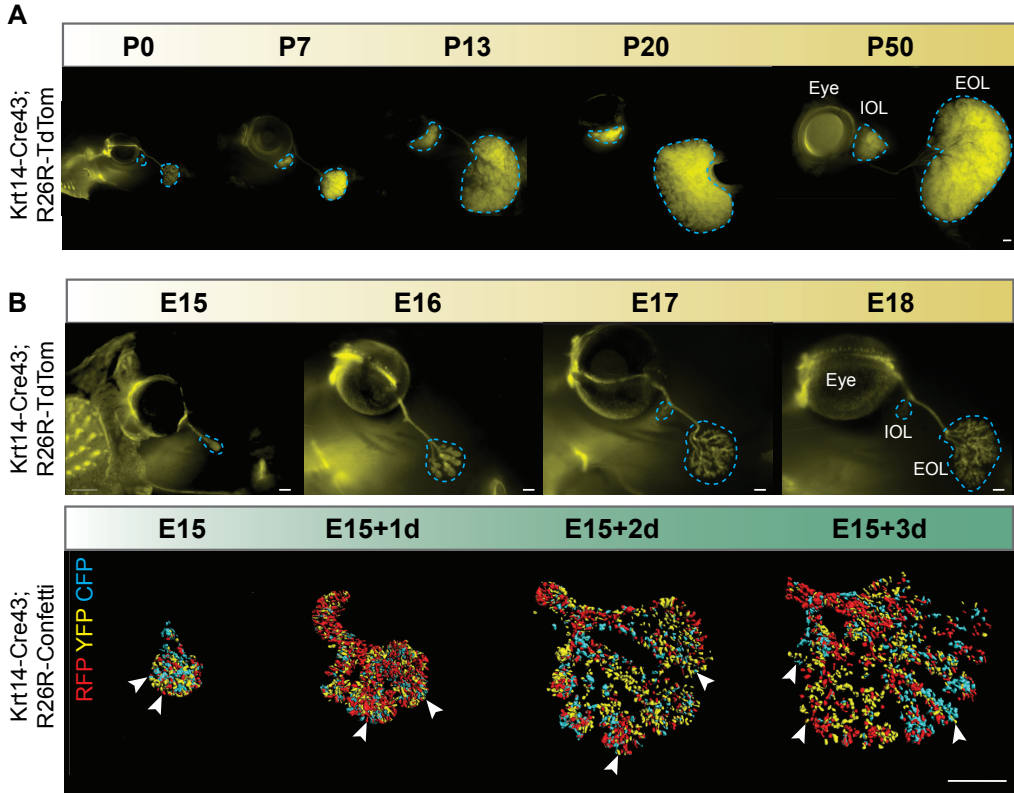 A
P0 P7 P13 P20 P50
Krt14-Cre43;
R26R-TdTom
Eye
IOL
EOL
B
E15 E16 E17 E18
Krt14-Cre43;
R26R-TdTom
Eye
IOL
EOL
E15 E15+1d E15+2d E15+3d
Krt14-Cre43;
R26R-Confetti
RFP YFP CFP